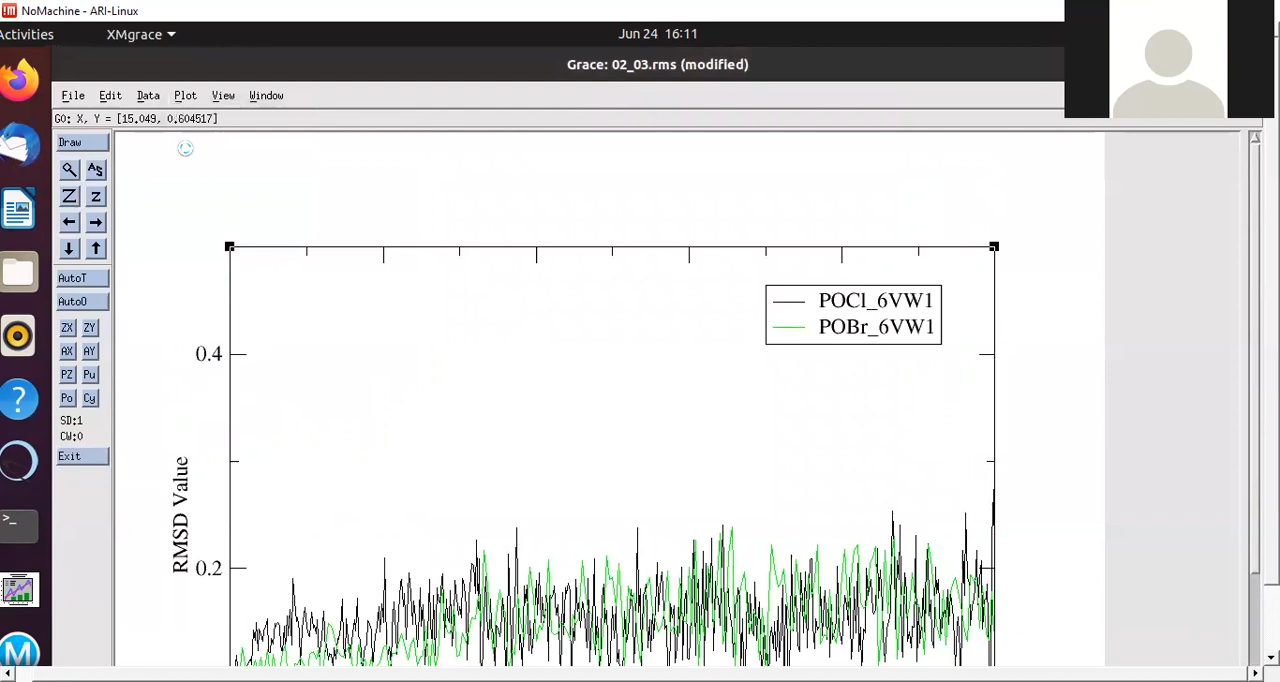 NoMachine - ARI-Linux
Activities
XMgrace
Jun 24 16:11
Grace: 02_03.rms (modified)
File Edit Data Plot View Window
G0: X, Y = [15.049, 0.604517]
Draw
As
Z z
AutoT
AutoO
ZX ZY
AX AY
PZ Pu
Po Cy
SD:1
CW:0
Exit
POCl_6VW1
POBr_6VW1
0.4
RMSD Value
0.2
?
>_
M